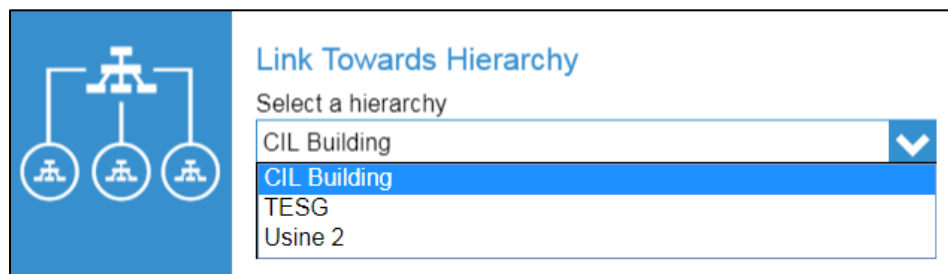 Link Towards Hierarchy
Select a hierarchy
CIL Building
CIL Building
TESG
Usine 2